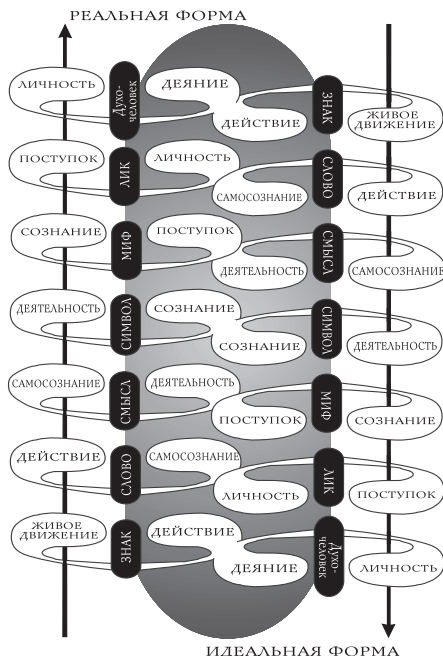 РЕАЛЬНАЯ ФОРМА
ЛИЧНОСТЬ
Духо-
человек
ДЕЯНИЕ
ДЕЙСТВИЕ
ЗНАК
ЖИВОЕ
ДВИЖЕНИЕ
ПОСТУПОК
ЛИК
ЛИЧНОСТЬ
САМОСОЗНАНИЕ
СЛОВО
ДЕЙСТВИЕ
СОЗНАНИЕ
МИФ
ПОСТУПОК
ДЕЯТЕЛЬНОСТЬ
СМЫСЛ
САМОСОЗНАНИЕ
ДЕЯТЕЛЬНОСТЬ
СИМВОЛ
СОЗНАНИЕ
СОЗНАНИЕ
СИМВОЛ
ДЕЯТЕЛЬНОСТЬ
САМОСОЗНАНИЕ
СМЫСЛ
ДЕЯТЕЛЬНОСТЬ
ПОСТУПОК
МИФ
СОЗНАНИЕ
ДЕЙСТВИЕ
СЛОВО
САМОСОЗНАНИЕ
ЛИЧНОСТЬ
ЛИК
ПОСТУПОК
ЖИВОЕ
ДВИЖЕНИЕ
ЗНАК
ДЕЙСТВИЕ
ДЕЯНИЕ
Духо-
человек
ЛИЧНОСТЬ
ИДЕАЛЬНАЯ ФОРМА